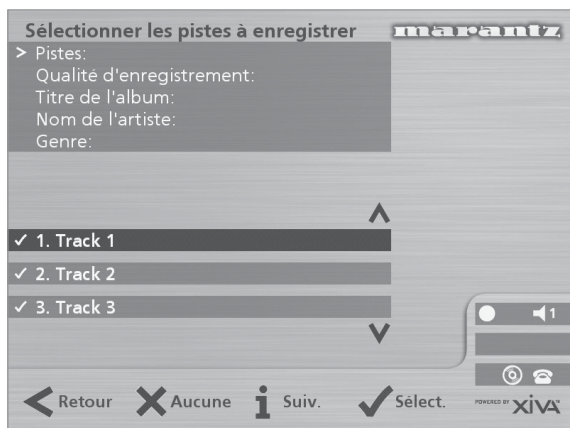 Sélectionner les pistes à enregistrer
marantz
> Pistes:
Qualité d'enregistrement:
Titre de l'album:
Nom de l'artiste:
Genre:
✓ 1. Track 1
✓ 2. Track 2
✓ 3. Track 3
1
Retour Aucune i Suiv. Sélect.
POWERED BY XiVA™